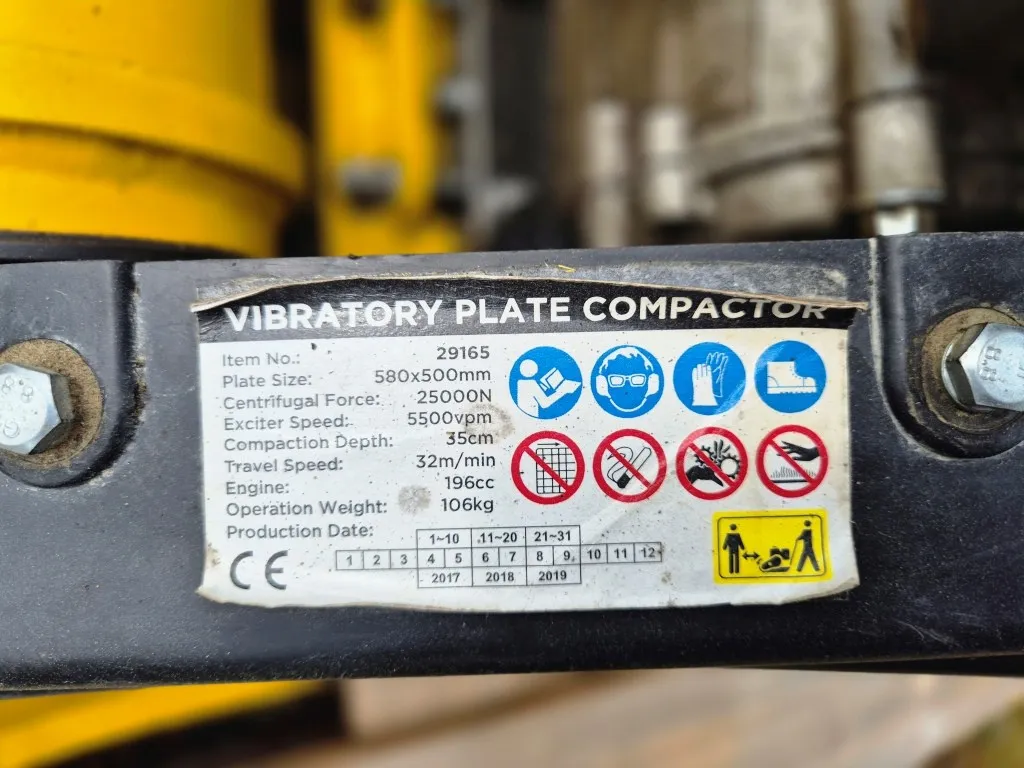 VIBRATORY PLATE COMPACTOR
Item No.: 29165
Plate Size: 580x500mm
Centrifugal Force: 25000N
Exciter Speed: 5500vpm
Compaction Depth: 35cm
Travel Speed: 32m/min
Engine: 196cc
Operation Weight: 106kg
Production Date:
1~10 11~20 21~31
1 2 3 4 5 6 7 8 9 10 11 12
2017 2018 2019
CE
8.8